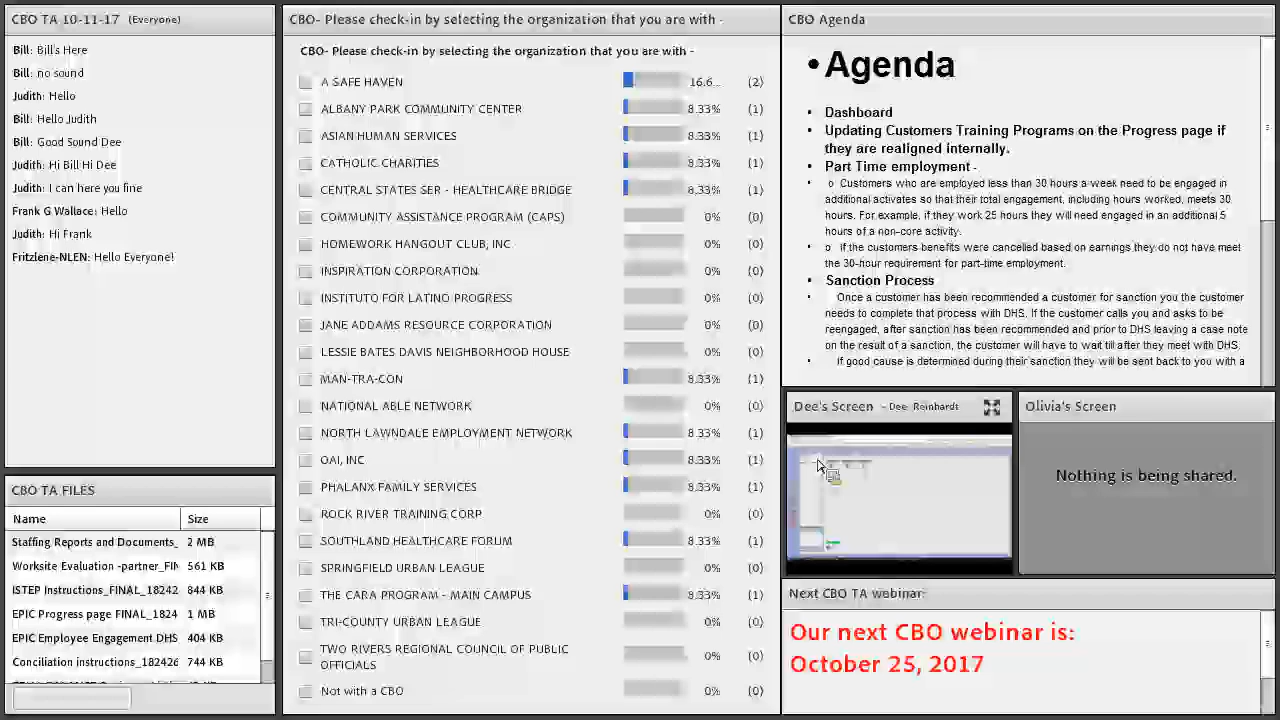 CBO TA 10-11-17 (Everyone)
Bill: Bill's Here
Bill: no sound
Judith: Hello
Bill: Hello Judith
Bill: Good Sound Dee
Judith: Hi Bill Hi Dee
Judith: I can here you fine
Frank G Wallace: Hello
Judith: Hi Frank
Fritzlene-NLEN: Hello Everyone!
CBO TA FILES
Name Size
Staffing Reports and Documents_ 2 MB
Worksite Evaluation -partner_FIN 561 KB
ISTEP Instructions_FINAL_18242 844 KB
EPIC Progress page FINAL_1824 1 MB
EPIC Employee Engagement DHS 404 KB
Conciliation instructions_182426 744 KB
CBO- Please check-in by selecting the organization that you are with -
CBO- Please check-in by selecting the organization that you are with -
A SAFE HAVEN 16.6... (2)
ALBANY PARK COMMUNITY CENTER 8.33% (1)
ASIAN HUMAN SERVICES 8.33% (1)
CATHOLIC CHARITIES 8.33% (1)
CENTRAL STATES SER - HEALTHCARE BRIDGE 8.33% (1)
COMMUNITY ASSISTANCE PROGRAM (CAPS) 0% (0)
HOMEWORK HANGOUT CLUB, INC 0% (0)
INSPIRATION CORPORATION 0% (0)
INSTITUTO FOR LATINO PROGRESS 0% (0)
JANE ADDAMS RESOURCE CORPORATION 0% (0)
LESSIE BATES DAVIS NEIGHBORHOOD HOUSE 0% (0)
MAN-TRA-CON 8.33% (1)
NATIONAL ABLE NETWORK 0% (0)
NORTH LAWNDALE EMPLOYMENT NETWORK 8.33% (1)
OAI, INC 8.33% (1)
PHALANX FAMILY SERVICES 8.33% (1)
ROCK RIVER TRAINING CORP 0% (0)
SOUTHLAND HEALTHCARE FORUM 8.33% (1)
SPRINGFIELD URBAN LEAGUE 0% (0)
THE CARA PROGRAM - MAIN CAMPUS 8.33% (1)
TRI-COUNTY URBAN LEAGUE 0% (0)
TWO RIVERS REGIONAL COUNCIL OF PUBLIC
OFFICIALS 0% (0)
Not with a CBO 0% (0)
CBO Agenda
• Agenda
• Dashboard
• Updating Customers Training Programs on the Progress page if
they are realigned internally.
• Part Time employment -
• o Customers who are employed less than 30 hours a week need to be engaged in
additional activates so that their total engagement, including hours worked, meets 30
hours. For example, if they work 25 hours they will need engaged in an additional 5
hours of a non-core activity.
• o If the customers benefits were cancelled based on earnings they do not have meet
the 30-hour requirement for part-time employment.
• Sanction Process
• Once a customer has been recommended a customer for sanction you the customer
needs to complete that process with DHS. If the customer calls you and asks to be
reengaged, after sanction has been recommended and prior to DHS leaving a case note
on the result of a sanction, the customer will have to wait till after they meet with DHS.
• If good cause is determined during their sanction they will be sent back to you with a
Dee's Screen - Dee Reinhardt
Olivia's Screen
Nothing is being shared.
Next CBO TA webinar:
Our next CBO webinar is:
October 25, 2017